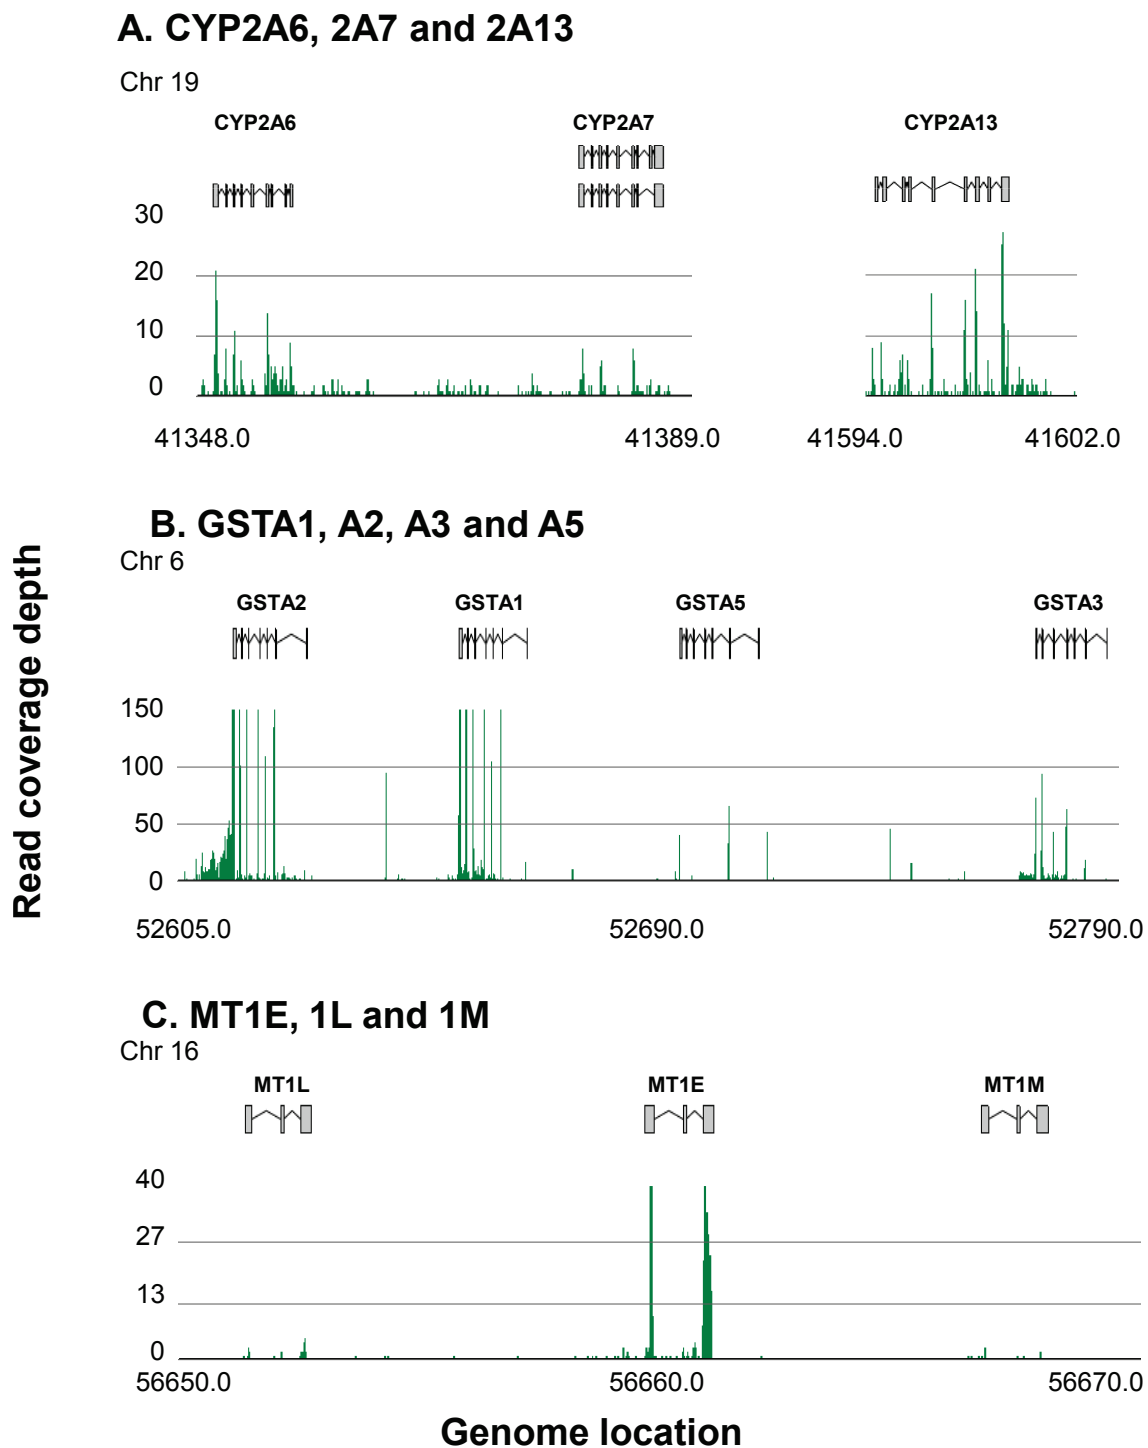 A. CYP2A6, 2A7 and 2A13
Chr 19
CYP2A6 CYP2A7 CYP2A13
30
20
10
0
41348.0 41389.0 41594.0 41602.0
B. GSTA1, A2, A3 and A5
Chr 6
GSTA2 GSTA1 GSTA5 GSTA3
150
100
50
0
52605.0 52690.0 52790.0
Read coverage depth
C. MT1E, 1L and 1M
Chr 16
MT1L MT1E MT1M
40
27
13
0
56650.0 56660.0 56670.0
Genome location